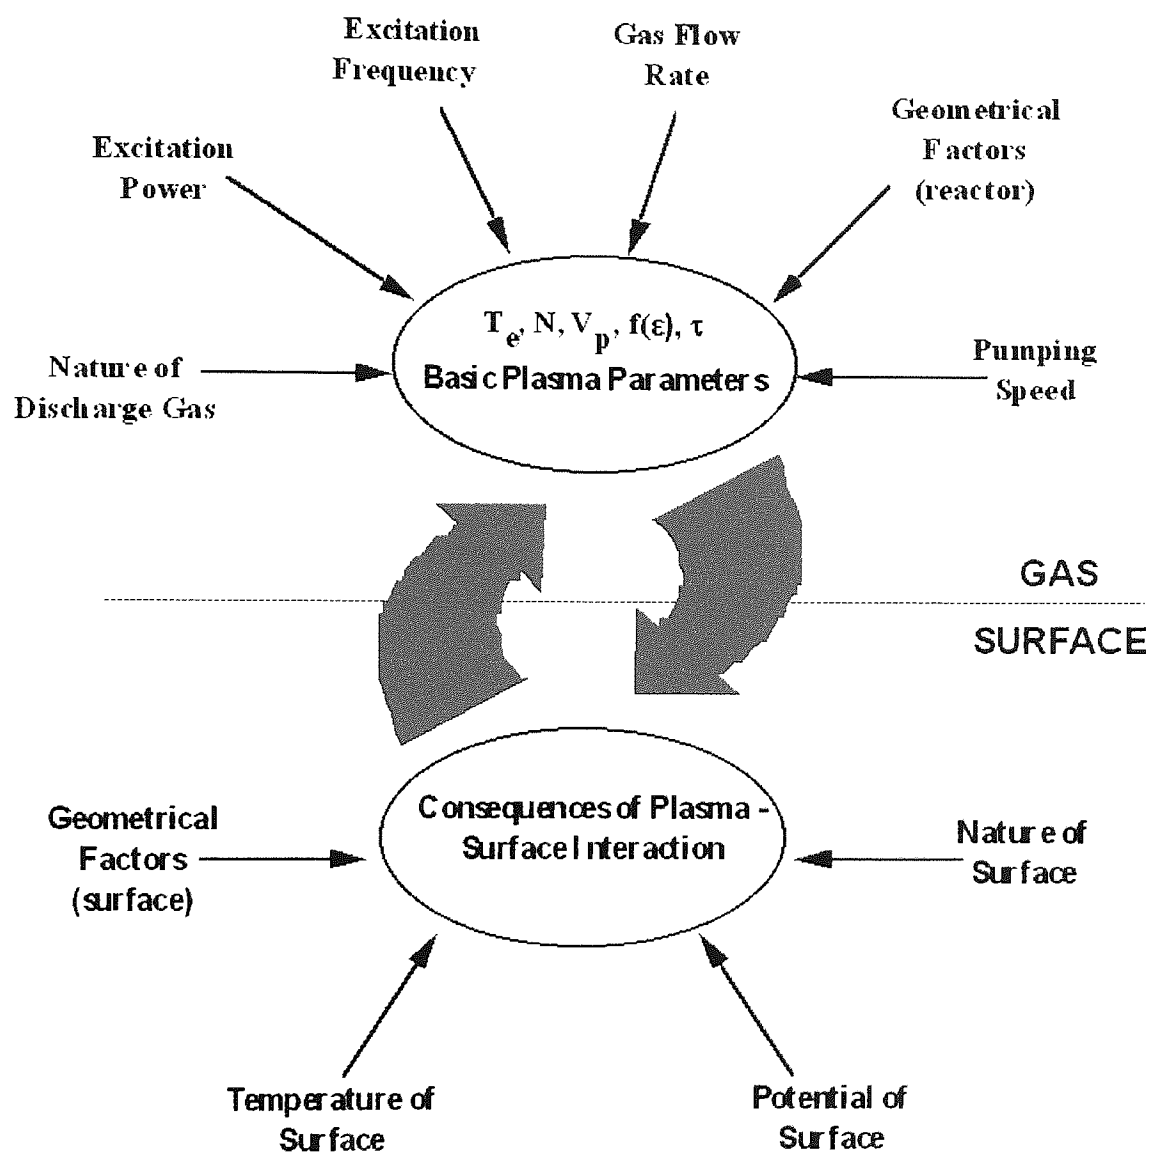 Excitation
Frequency
Gas Flow
Rate
Geometrical
Factors
(reactor)
Excitation
Power
Tₑ, N, Vₚ, f(ε), τ
Basic Plasma Parameters
Nature of
Discharge Gas
Pumping
Speed
GAS
SURFACE
Consequences of Plasma -
Surface Interaction
Geometrical
Factors
(surface)
Nature of
Surface
Temperature of
Surface
Potential of
Surface